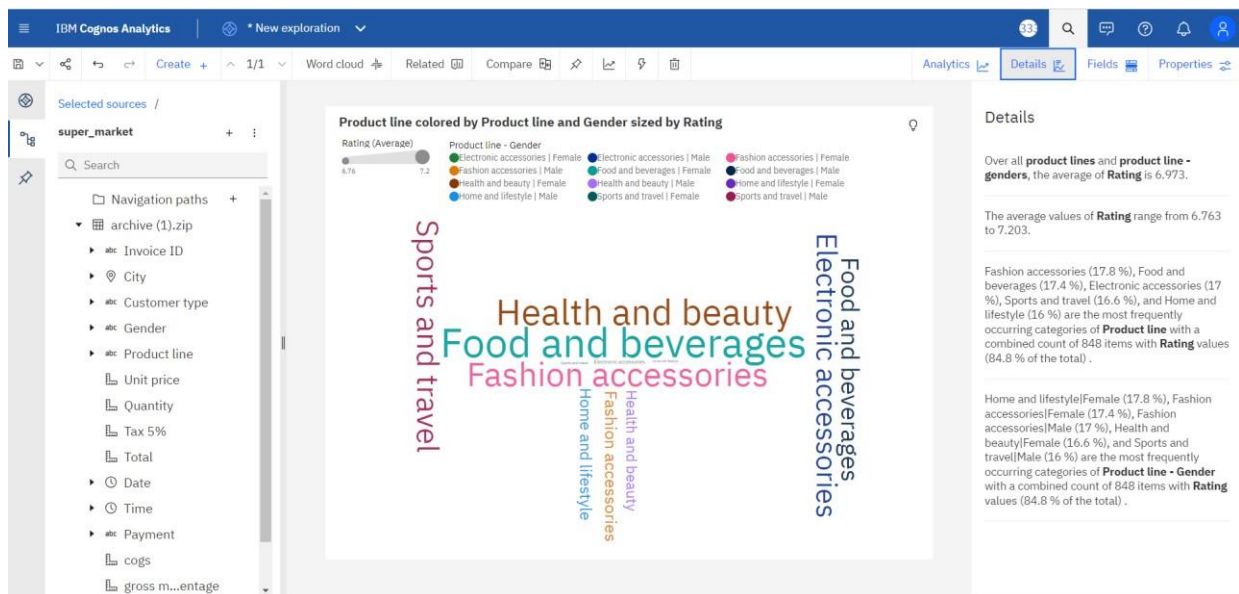 IBM Cognos Analytics
* New exploration
Create +
1/1
Word cloud
Related
Compare
Analytics
Details
Fields
Properties
Selected sources /
super_market
Search
Navigation paths
archive (1).zip
abc Invoice ID
City
abc Customer type
abc Gender
abc Product line
Unit price
Quantity
Tax 5%
Total
Date
Time
abc Payment
cogs
gross m...entage
Product line colored by Product line and Gender sized by Rating
Rating (Average)
6.76 7.2
Product line - Gender
Electronic accessories | Female Electronic accessories | Male Fashion accessories | Female
Fashion accessories | Male Food and beverages | Female Food and beverages | Male
Health and beauty | Female Health and beauty | Male Home and lifestyle | Female
Home and lifestyle | Male Sports and travel | Female Sports and travel | Male
Sports and travel
Health and beauty
Food and beverages
Fashion accessories
Home and lifestyle
Fashion accessories
Health and beauty
Electronic accessories
Food and beverages
Details
Over all product lines and product line -
genders, the average of Rating is 6.973.
The average values of Rating range from 6.763
to 7.203.
Fashion accessories (17.8 %), Food and
beverages (17.4 %), Electronic accessories (17
%), Sports and travel (16.6 %), and Home and
lifestyle (16 %) are the most frequently
occurring categories of Product line with a
combined count of 848 items with Rating values
(84.8 % of the total) .
Home and lifestyle|Female (17.8 %), Fashion
accessories|Female (17.4 %), Fashion
accessories|Male (17 %), Health and
beauty|Female (16.6 %), and Sports and
travel|Male (16 %) are the most frequently
occurring categories of Product line - Gender
with a combined count of 848 items with Rating
values (84.8 % of the total) .